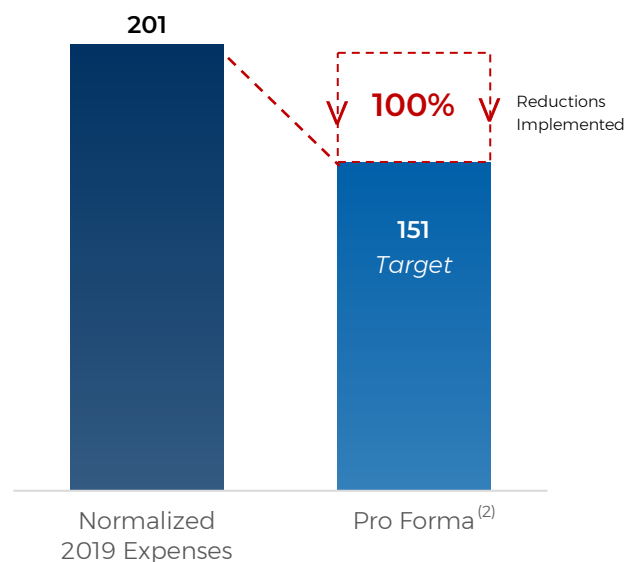 201
100%
Reductions
Implemented
151
Target
Normalized
2019 Expenses
Pro Forma (2)